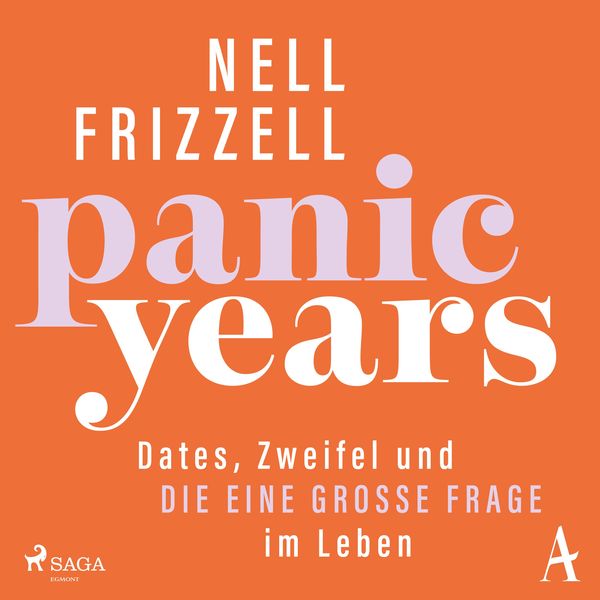 NELL
FRIZZELL
panic
years
Dates, Zweifel und
DIE EINE GROSSE FRAGE
im Leben
SAGA
EGMONT
A